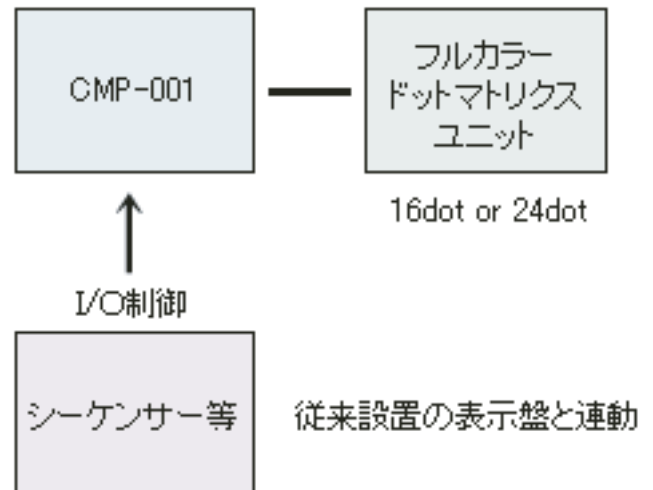 CMP-001
フルカラー
ドットマトリクス
ユニット
16dot or 24dot
I/O制御
シーケンサー等
従来設置の表示盤と連動